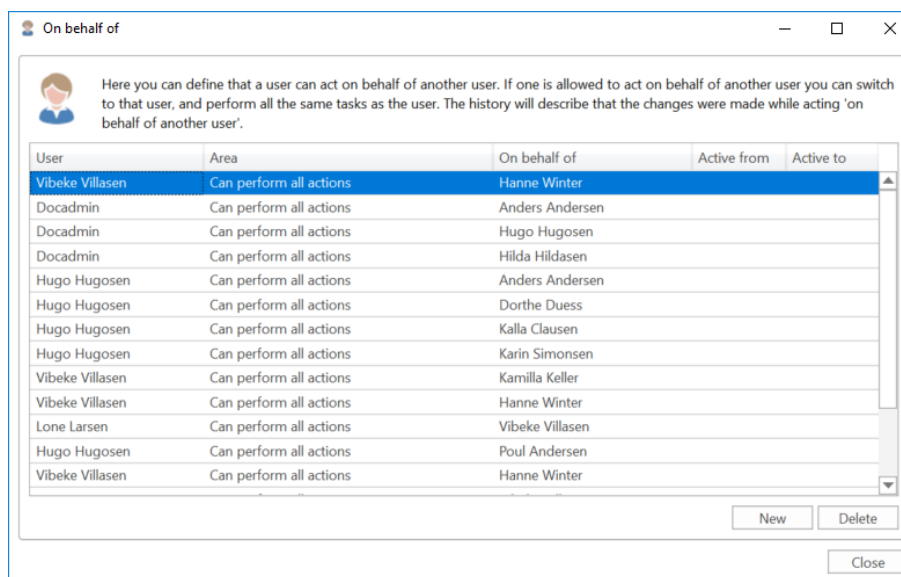 On behalf of
Here you can define that a user can act on behalf of another user. If one is allowed to act on behalf of another user you can switch
to that user, and perform all the same tasks as the user. The history will describe that the changes were made while acting 'on
behalf of another user'.
User Area On behalf of Active from Active to
Vibeke Villasen Can perform all actions Hanne Winter
Docadmin Can perform all actions Anders Andersen
Docadmin Can perform all actions Hugo Hugosen
Docadmin Can perform all actions Hilda Hildasen
Hugo Hugosen Can perform all actions Anders Andersen
Hugo Hugosen Can perform all actions Dorthe Duess
Hugo Hugosen Can perform all actions Kalla Clausen
Hugo Hugosen Can perform all actions Karin Simonsen
Vibeke Villasen Can perform all actions Kamilla Keller
Vibeke Villasen Can perform all actions Hanne Winter
Lone Larsen Can perform all actions Vibeke Villasen
Hugo Hugosen Can perform all actions Poul Andersen
Vibeke Villasen Can perform all actions Hanne Winter
New Delete
Close